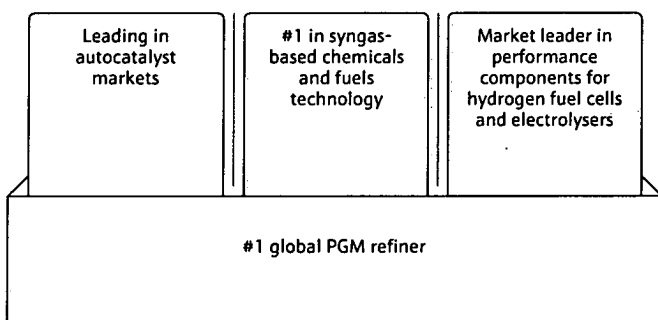 Leading in
autocatalyst
markets
#1 in syngas-
based chemicals
and fuels
technology
Market leader in
performance
components for
hydrogen fuel cells
and electrolysers
#1 global PGM refiner